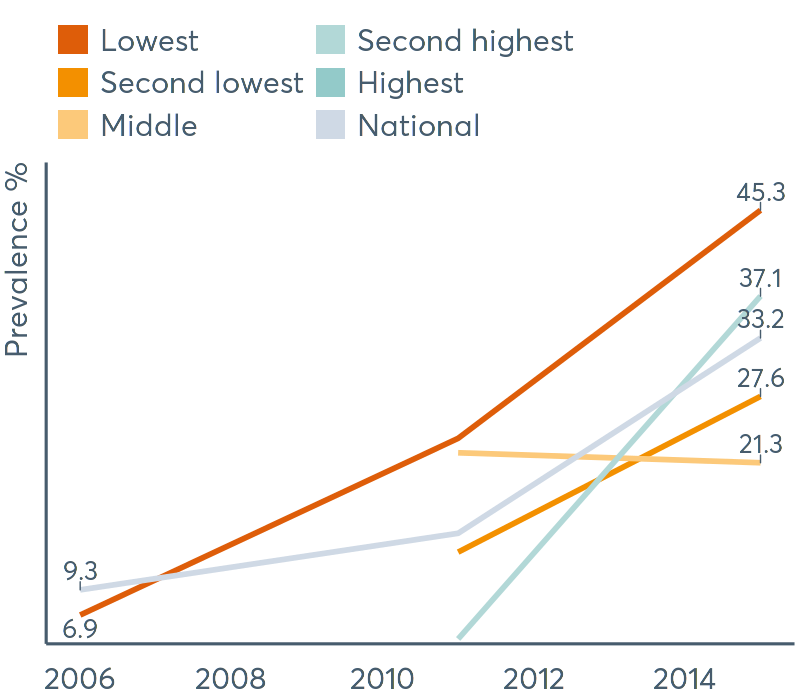 Lowest
Second lowest
Middle
Second highest
Highest
National
Prevalence %
45.3
37.1
33.2
27.6
21.3
9.3
6.9
2006 2008 2010 2012 2014